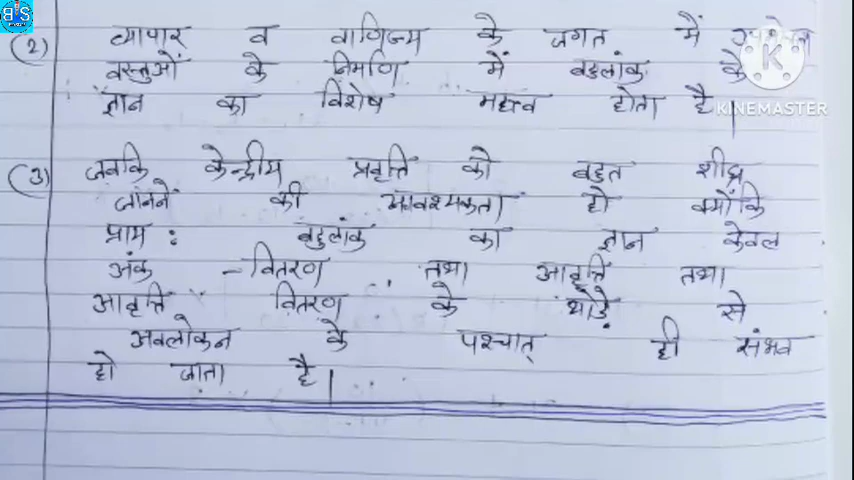 BS
(2) व्यापार व वाणिज्य के जगत में
वस्तुओं के निर्माण में बहुलांक के
ज्ञान का विशेष महत्व होता है।
KINEMASTER
(3) जबकि केन्द्रीय प्रवृत्ति को बहुत शीघ्र
जानने की आवश्यकता हो क्योंकि
प्राय: बहुलांक का ज्ञान केवल
अंक - वितरण तथा आवृत्ति तथा
आवृत्ति वितरण के थोड़े से
अवलोकन के पश्चात् ही संभव
हो जाता है।